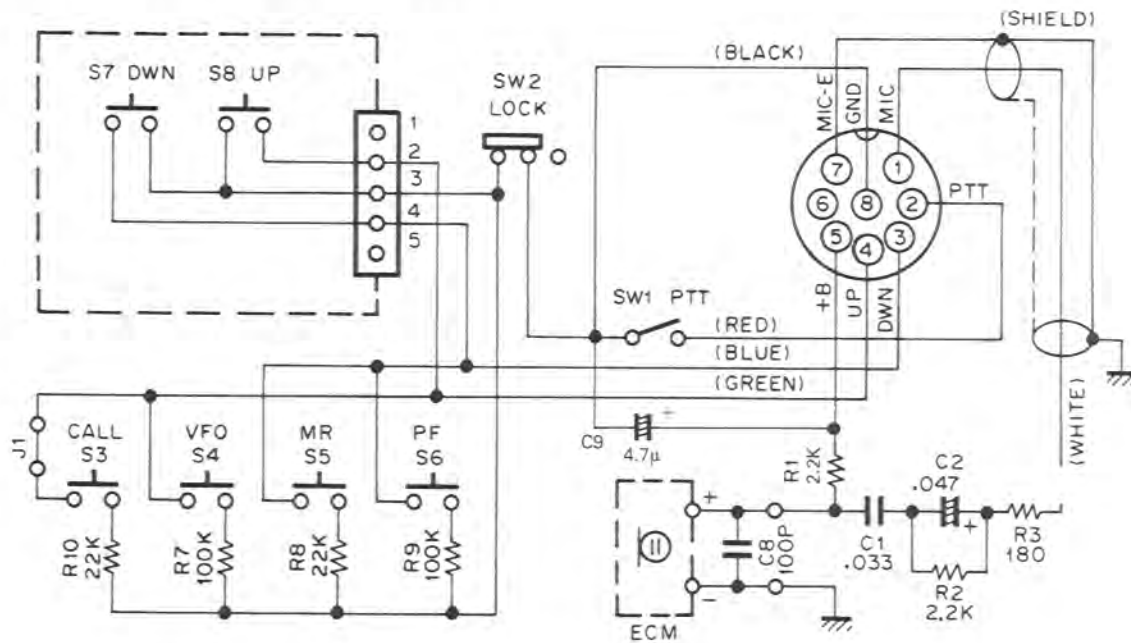 (SHIELD)
S7 DWN
S8 UP
SW2
LOCK
(BLACK)
MIC-E
GND
MIC
1
2
3
4
5
7
1
6
8
2
PTT
5
4
3
+B
UP
DWN
SW1 PTT
(RED)
(BLUE)
(GREEN)
(WHITE)
J1
CALL
S3
VFO
S4
MR
S5
PF
S6
C9
+
4.7μ
R1
2.2K
C2
.047
+
R10
22K
R7
100K
R8
22K
R9
100K
+
-
C8
100P
C1
.033
R2
2.2K
R3
180
ECM